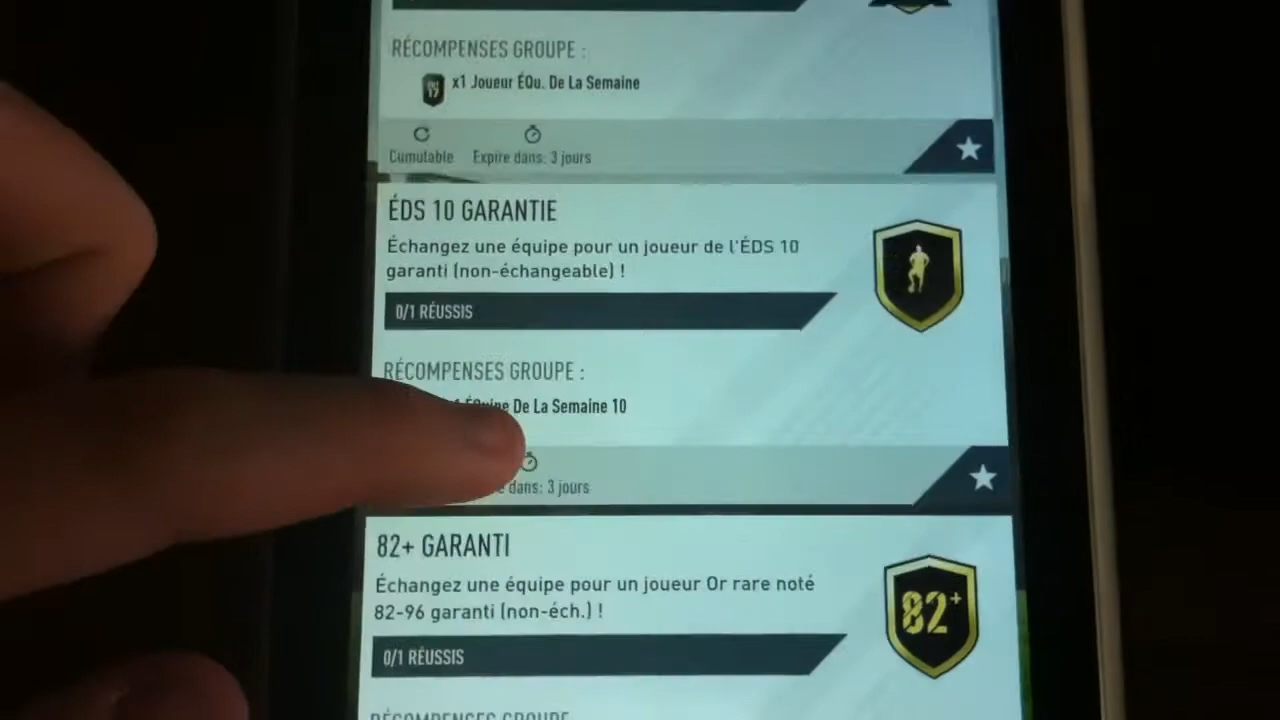 RÉCOMPENSES GROUPE :
x1 Joueur ÉQu. De La Semaine
Cumulable Expire dans: 3 jours
ÉDS 10 GARANTIE
Échangez une équipe pour un joueur de l'ÉDS 10
garanti (non-échangeable) !
0/1 RÉUSSIS
RÉCOMPENSES GROUPE :
De La Semaine 10
dans: 3 jours
82+ GARANTI
Échangez une équipe pour un joueur Or rare noté
82-96 garanti (non-éch.) !
82+
0/1 RÉUSSIS
RÉCOMPENSES GROUPE